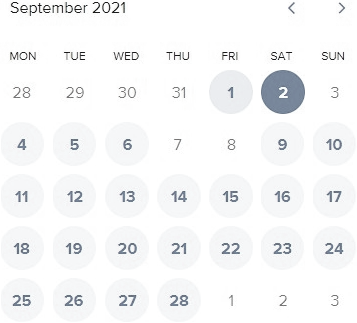 September 2021
MON TUE WED THU FRI SAT SUN
28 29 30 31 1 2 3
4 5 6 7 8 9 10
11 12 13 14 15 16 17
18 19 20 21 22 23 24
25 26 27 28 1 2 3